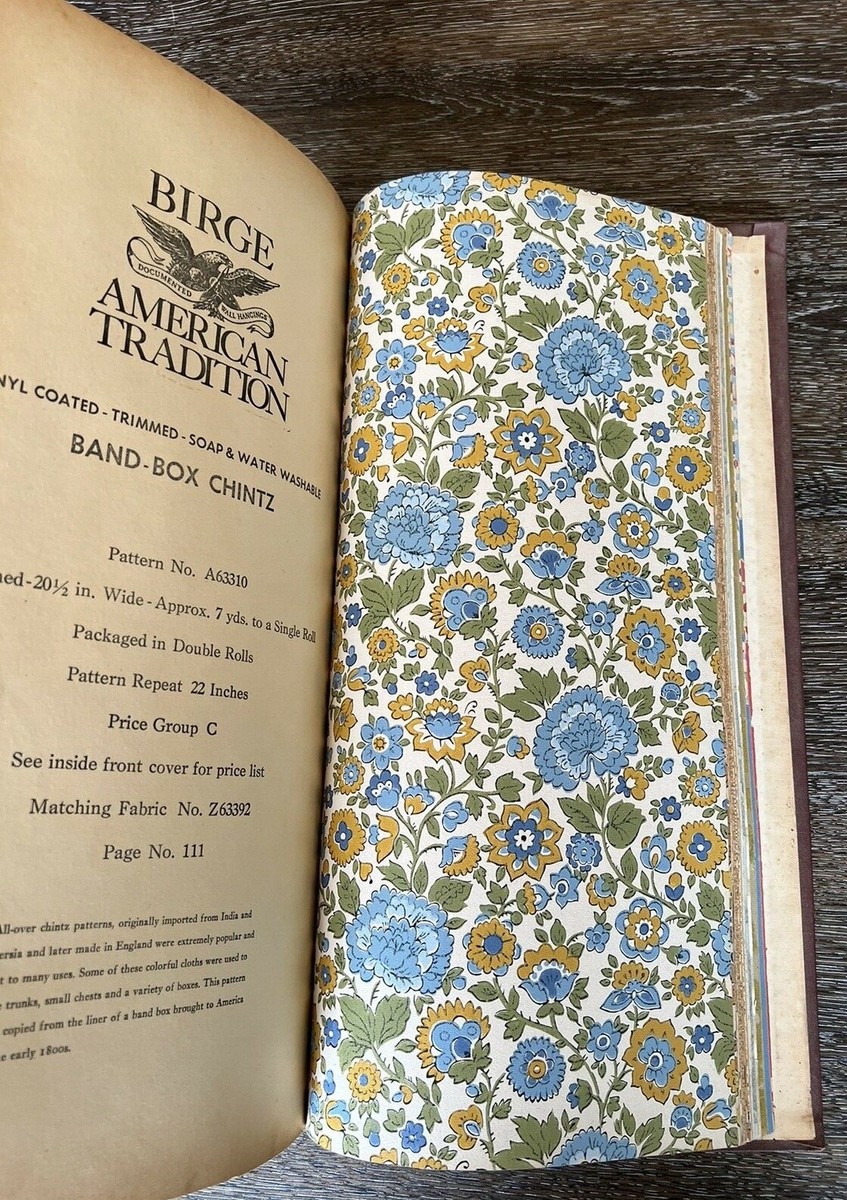 BIRGE
DOCUMENTED WALL HANGINGS
AMERICAN
TRADITION
NYL COATED - TRIMMED - SOAP & WATER WASHABLE
BAND-BOX CHINTZ
Pattern No. A63310
ned-20½ in. Wide - Approx. 7 yds. to a Single Roll
Packaged in Double Rolls
Pattern Repeat 22 Inches
Price Group C
See inside front cover for price list
Matching Fabric No. Z63392
Page No. 111
All-over chintz patterns, originally imported from India and
ersia and later made in England were extremely popular and
t to many uses. Some of these colorful cloths were used to
e trunks, small chests and a variety of boxes. This pattern
copied from the liner of a band box brought to America
e early 1800s.